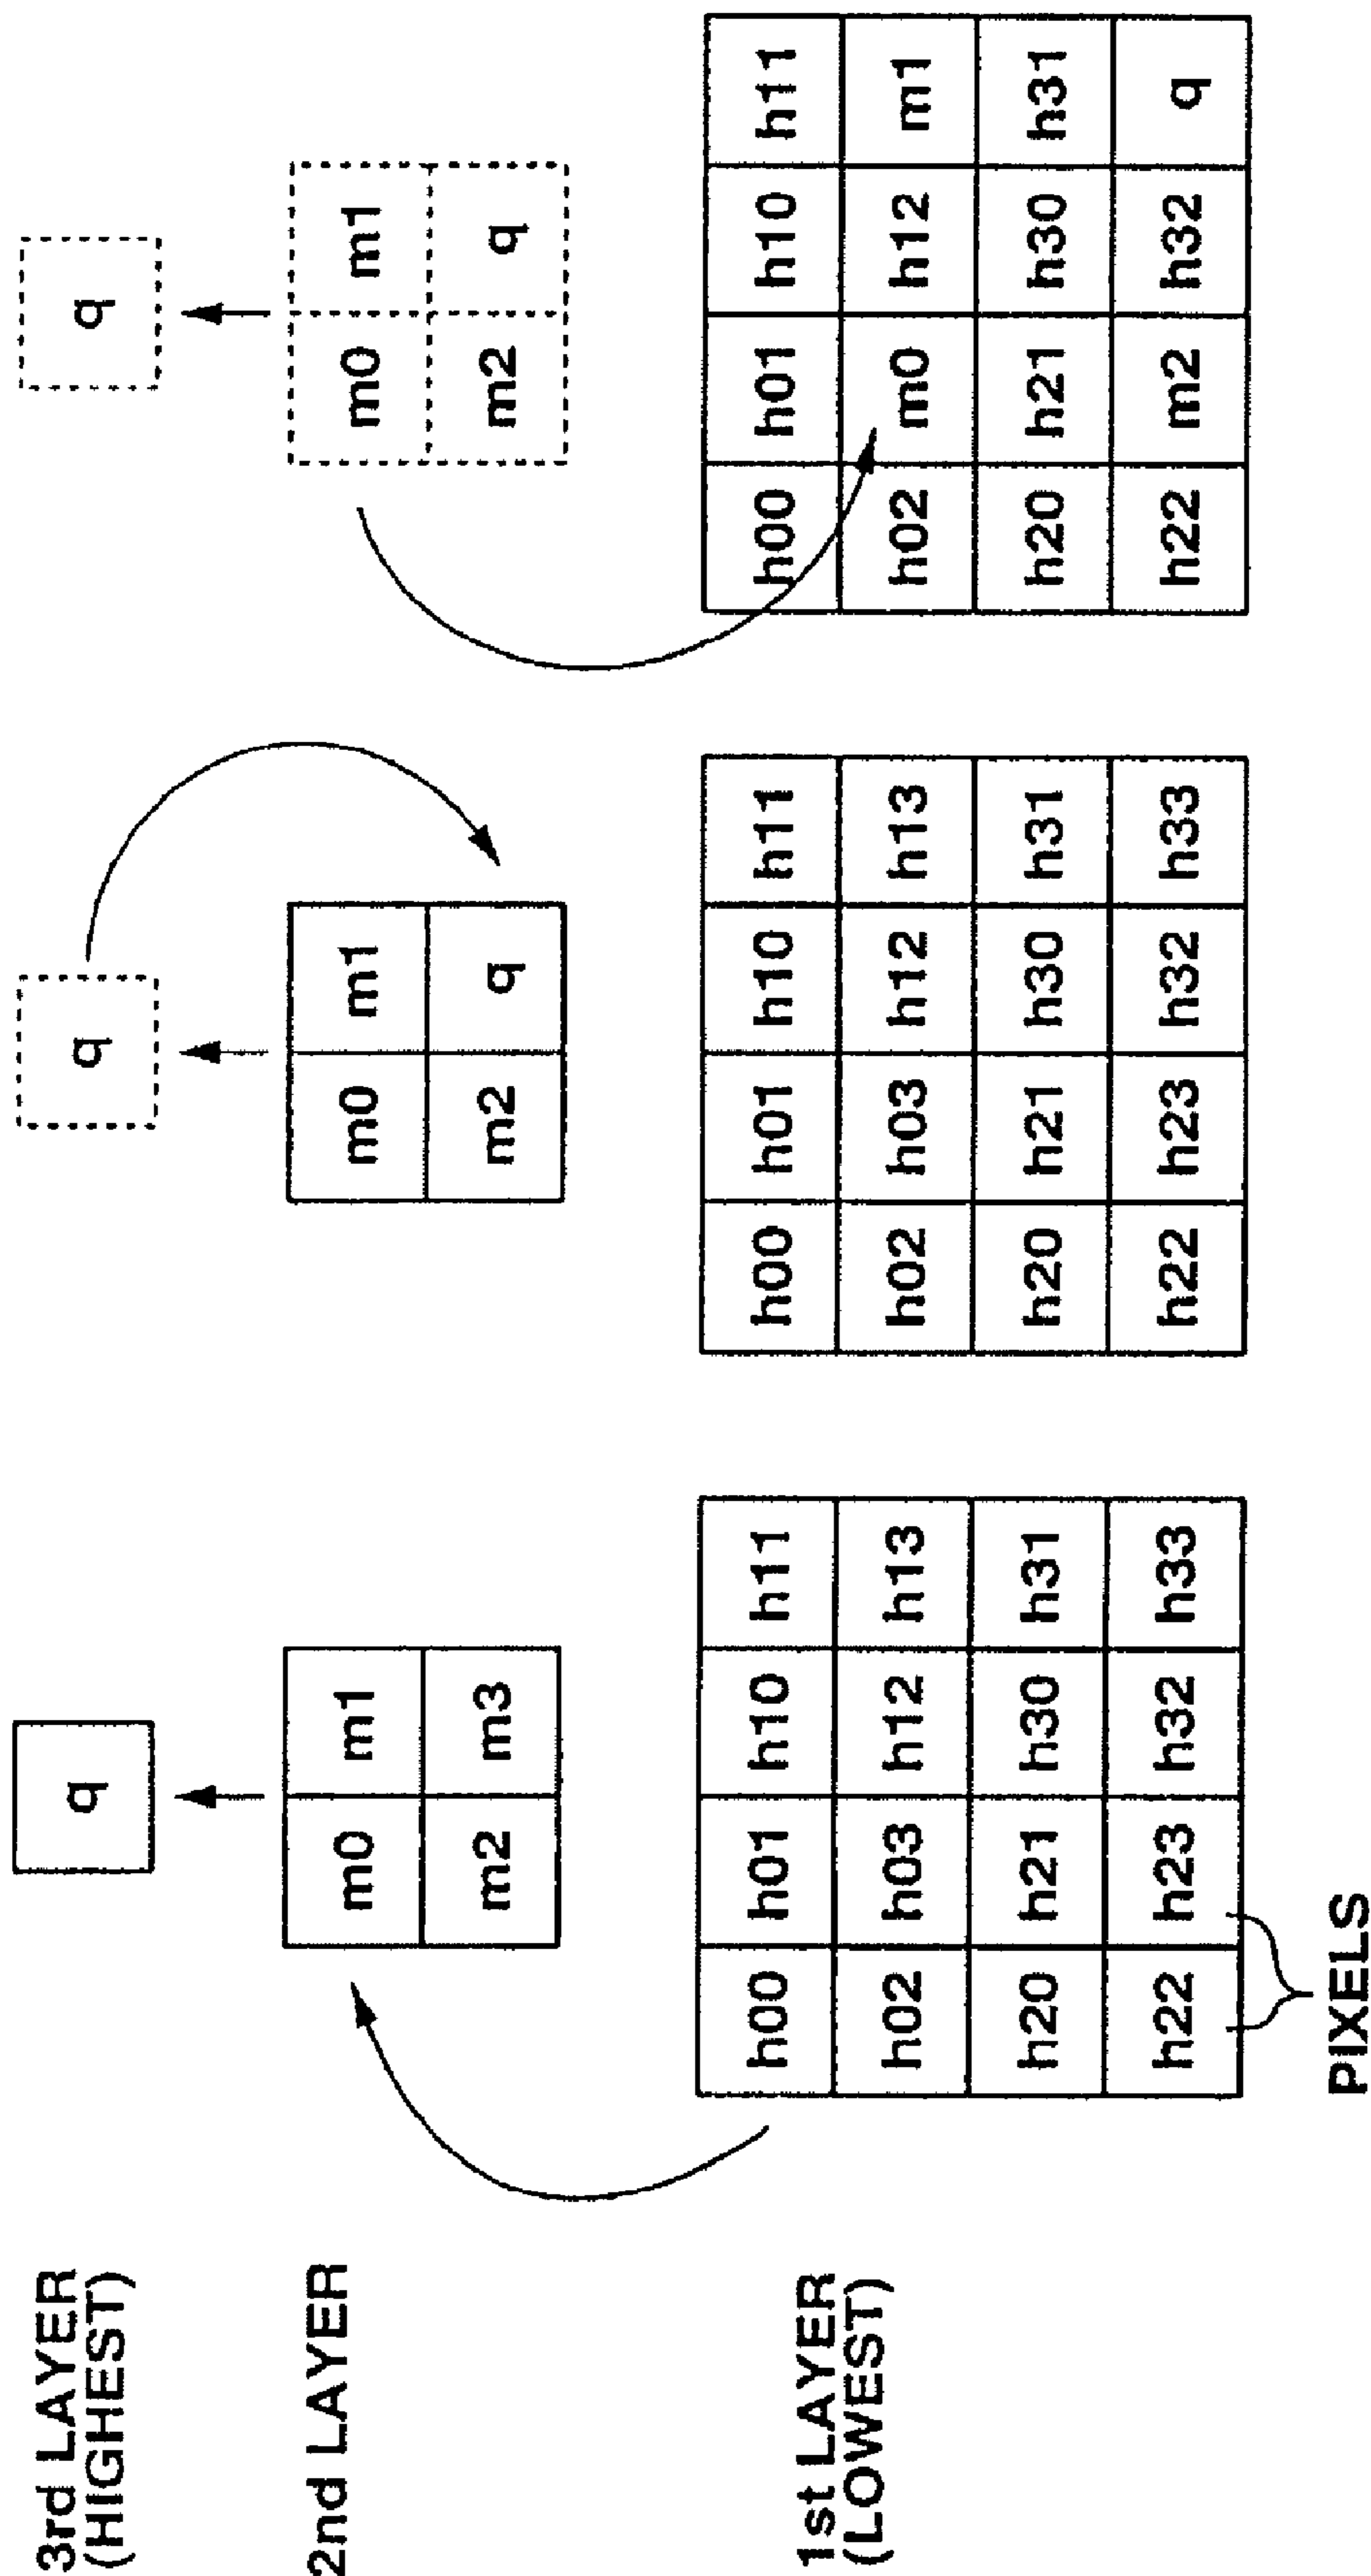 3rd LAYER
(HIGHEST)
q
q
q
2nd LAYER
m0 m1
m2 m3
m0 m1
m2 q
m0 m1
m2 q
1st LAYER
(LOWEST)
h00 h01 h10 h11
h02 h03 h12 h13
h20 h21 h30 h31
h22 h23 h32 h33
PIXELS
h00 h01 h10 h11
h02 h03 h12 h13
h20 h21 h30 h31
h22 h23 h32 h33
h00 h01 h10 h11
h02 m0 h12 m1
h20 h21 h30 h31
h22 m2 h32 q